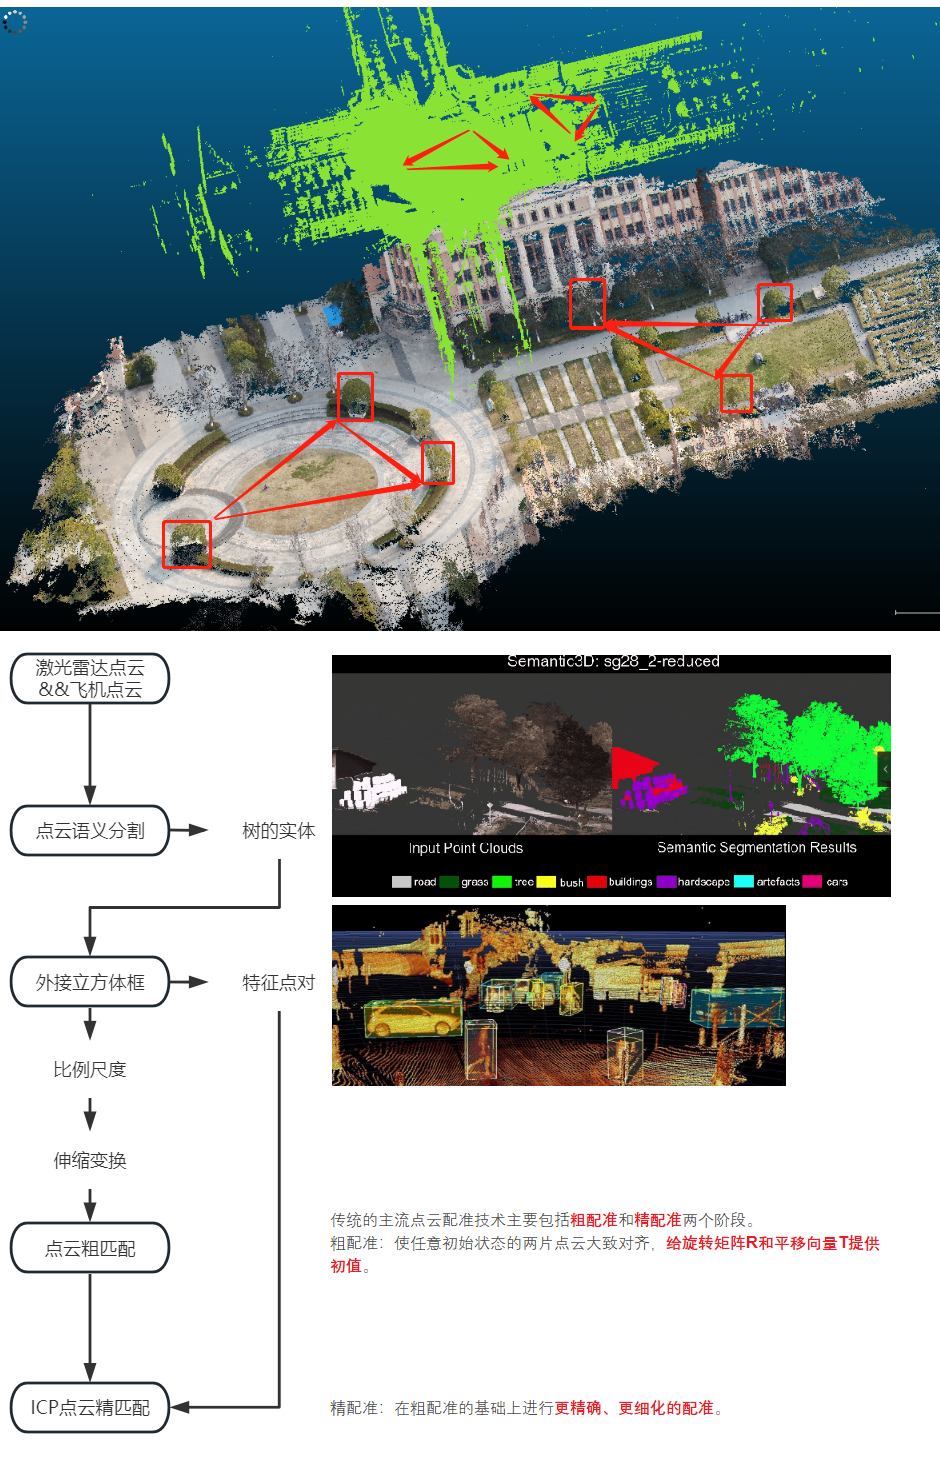 激光雷达点云
&&飞机点云
点云语义分割
树的实体
外接立方体框
特征点对
比例尺度
伸缩变换
点云粗匹配
ICP点云精匹配
Semantic3D: sg28_2-reduced
Input Point Clouds
Semantic Segmentation Results
road grass tree bush buildings hardscape artefacts cars
传统的主流点云配准技术主要包括粗配准和精配准两个阶段。
粗配准：使任意初始状态的两片点云大致对齐，给旋转矩阵R和平移向量T提供
初值。
精配准：在粗配准的基础上进行更精确、更细化的配准。